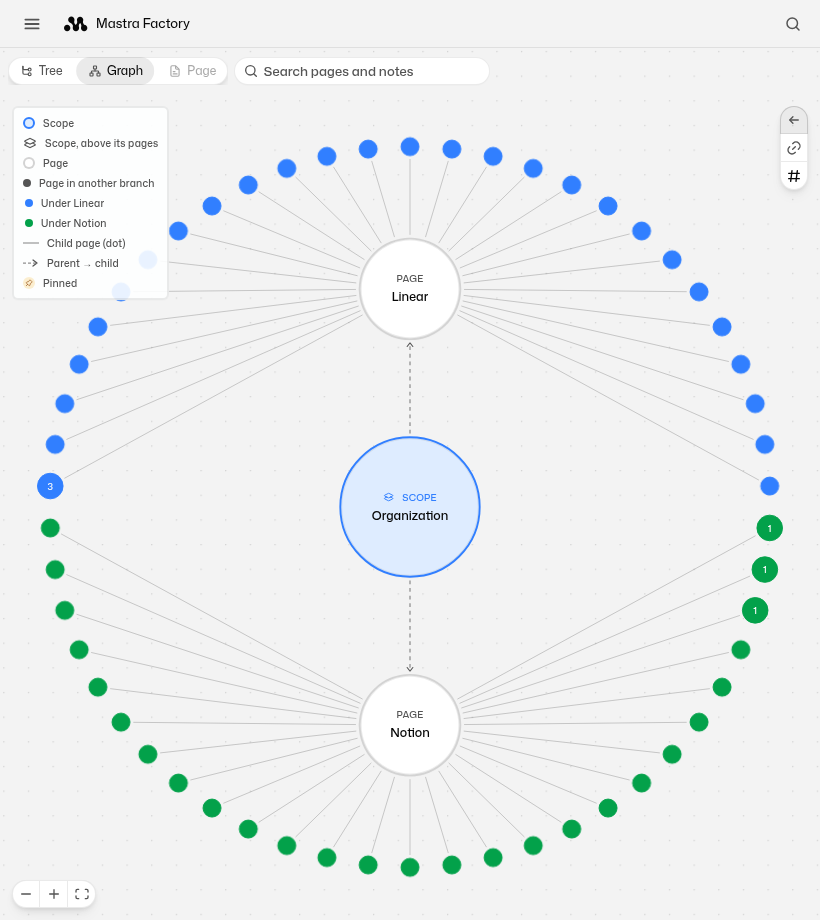 Mastra Factory
Tree
Graph
Page
Search pages and notes
Scope
Scope, above its pages
Page
Page in another branch
Under Linear
Under Notion
Child page (dot)
Parent → child
Pinned
PAGE
Linear
3
SCOPE
Organization
1
1
1
PAGE
Notion